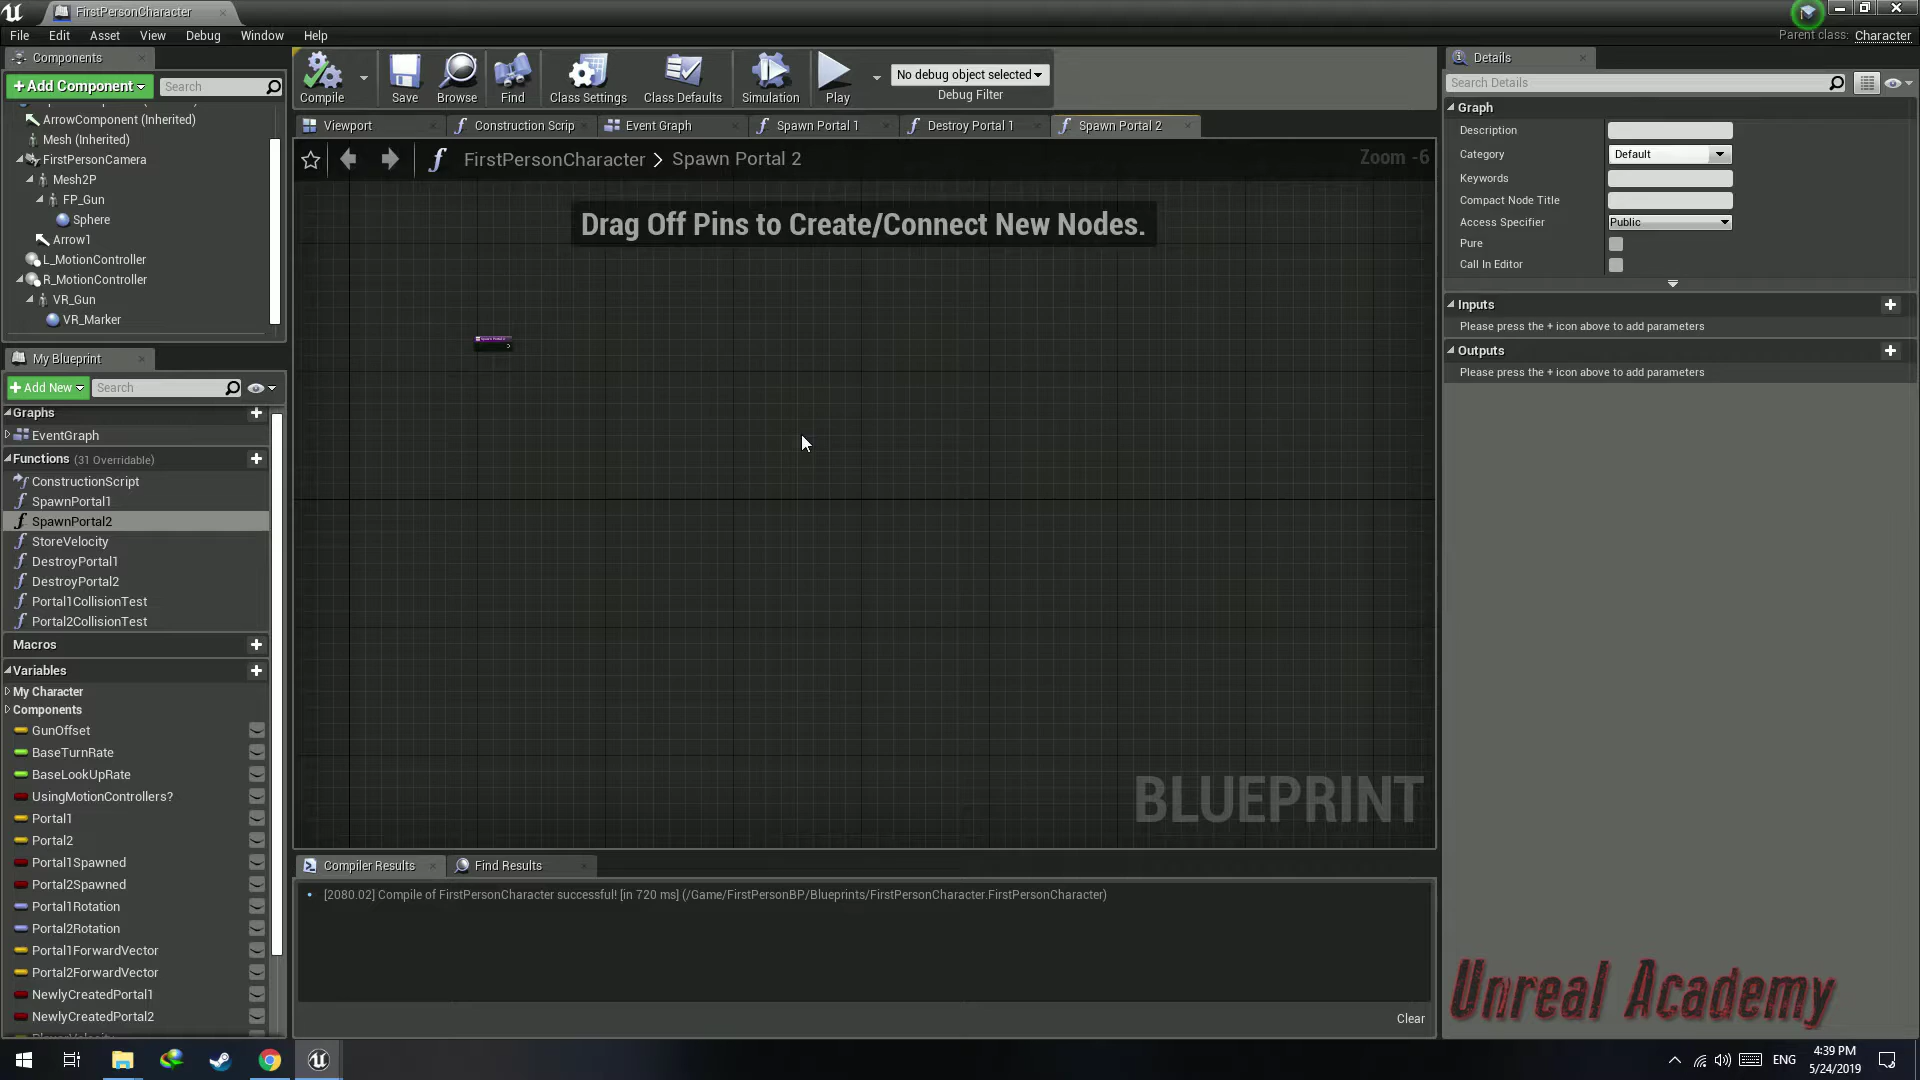 FirstPersonCharacter
File Edit Asset View Debug Window Help
Parent class: Character
Components
+ Add Component
Search
ArrowComponent (Inherited)
Mesh (Inherited)
FirstPersonCamera
Mesh2P
FP_Gun
Sphere
Arrow1
L_MotionController
R_MotionController
VR_Gun
VR_Marker
My Blueprint
+ Add New
Search
Graphs
EventGraph
Functions (31 Overridable)
ConstructionScript
SpawnPortal1
SpawnPortal2
StoreVelocity
DestroyPortal1
DestroyPortal2
Portal1CollisionTest
Portal2CollisionTest
Macros
Variables
My Character
Components
GunOffset
BaseTurnRate
BaseLookUpRate
UsingMotionControllers?
Portal1
Portal2
Portal1Spawned
Portal2Spawned
Portal1Rotation
Portal2Rotation
Portal1ForwardVector
Portal2ForwardVector
NewlyCreatedPortal1
NewlyCreatedPortal2
Compile Save Browse Find Class Settings Class Defaults Simulation Play
No debug object selected
Debug Filter
Viewport Construction Scrip Event Graph Spawn Portal 1 Destroy Portal 1 Spawn Portal 2
FirstPersonCharacter > Spawn Portal 2
Zoom -6
Drag Off Pins to Create/Connect New Nodes.
Spawn Portal 2
BLUEPRINT
Compiler Results Find Results
[2080.02] Compile of FirstPersonCharacter successful! [in 720 ms] (/Game/FirstPersonBP/Blueprints/FirstPersonCharacter.FirstPersonCharacter)
Clear
Details
Search Details
Graph
Description
Category Default
Keywords
Compact Node Title
Access Specifier Public
Pure
Call In Editor
Inputs
Please press the + icon above to add parameters
Outputs
Please press the + icon above to add parameters
Unreal Academy
ENG
4:39 PM
5/24/2019